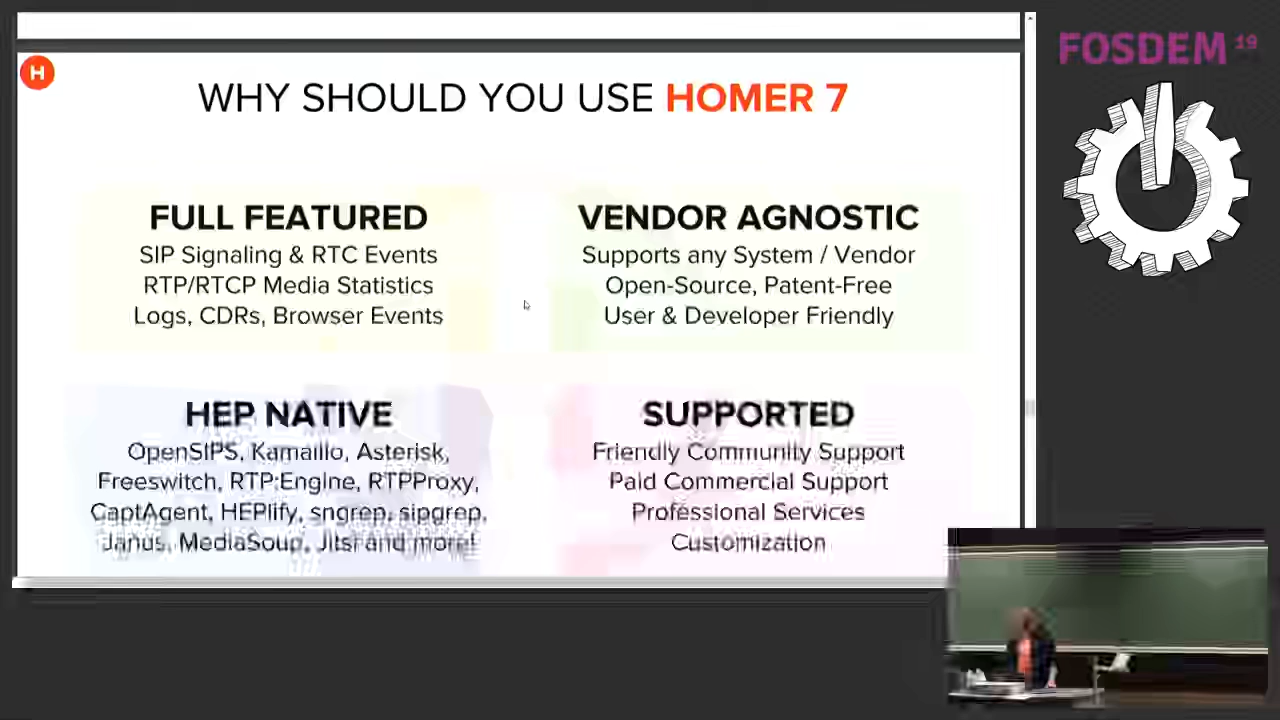 FOSDEM 19
H
WHY SHOULD YOU USE HOMER 7
FULL FEATURED
SIP Signaling & RTC Events
RTP/RTCP Media Statistics
Logs, CDRs, Browser Events
VENDOR AGNOSTIC
Supports any System / Vendor
Open-Source, Patent-Free
User & Developer Friendly
HEP NATIVE
OpenSIPS, Kamailio, Asterisk,
Freeswitch, RTP:Engine, RTPProxy,
CaptAgent, HEPlify, sngrep, sipgrep,
Janus, MediaSoup, Jitsi and more!
SUPPORTED
Friendly Community Support
Paid Commercial Support
Professional Services
Customization